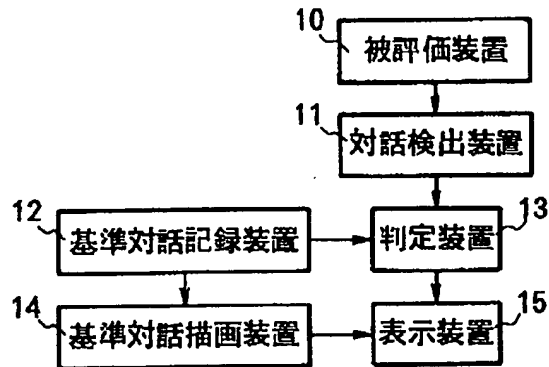 10
被評価装置
11
対話検出装置
12
基準対話記録装置
13
判定装置
14
基準対話描画装置
15
表示装置